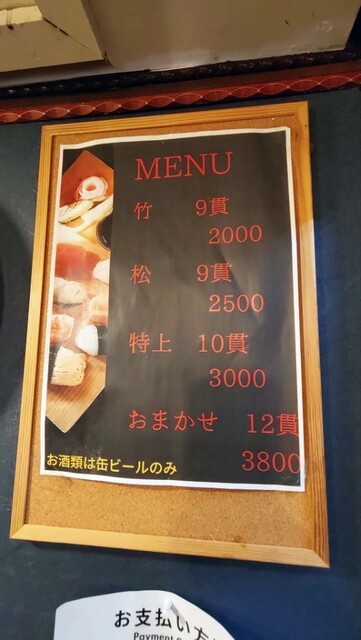 MENU
竹 9貫
2000
松 9貫
2500
特上 10貫
3000
おまかせ 12貫
3800
お酒類は缶ビールのみ
お支払い方
Payment